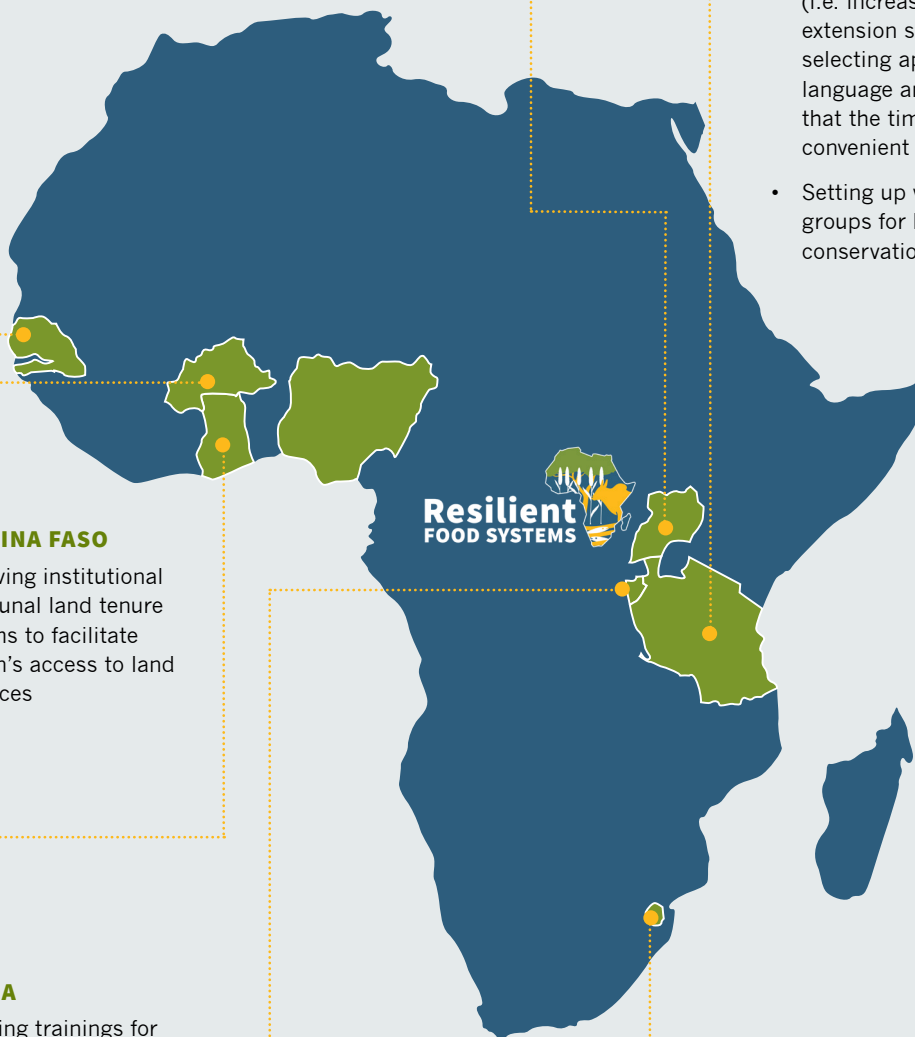 (i.e. increas
extension s
selecting ap
language a
that the tim
convenient
• Setting up
groups for
conservatio
Resilient
FOOD SYSTEMS
INA FASO
ving institutional
unal land tenure
ns to facilitate
n's access to land
ces
A
ing trainings for